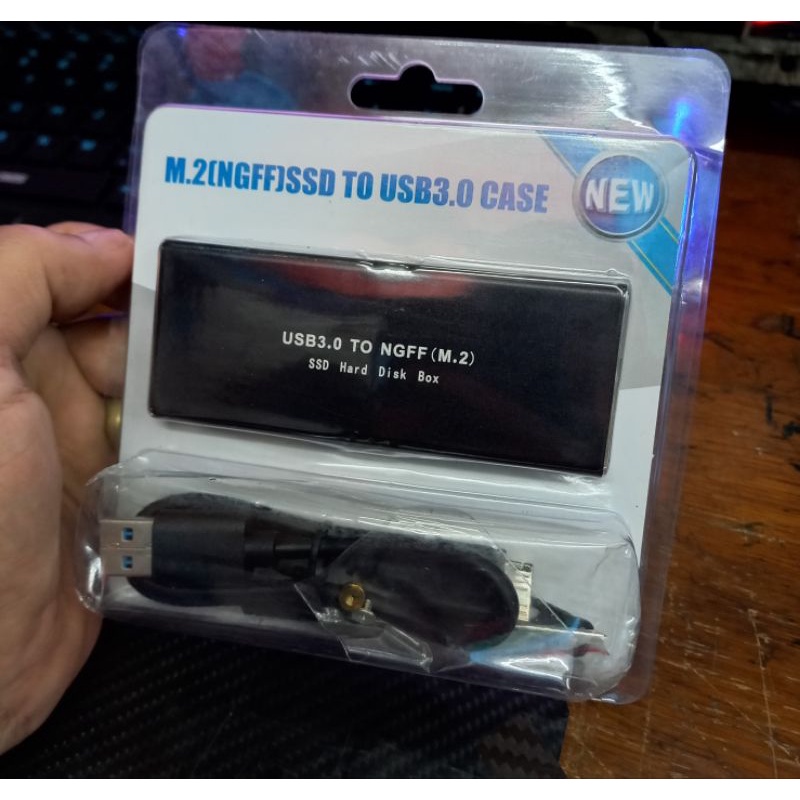 M.2(NGFF)SSD TO USB3.0 CASE
NEW
USB3.0 TO NGFF(M.2)
SSD Hard Disk Box